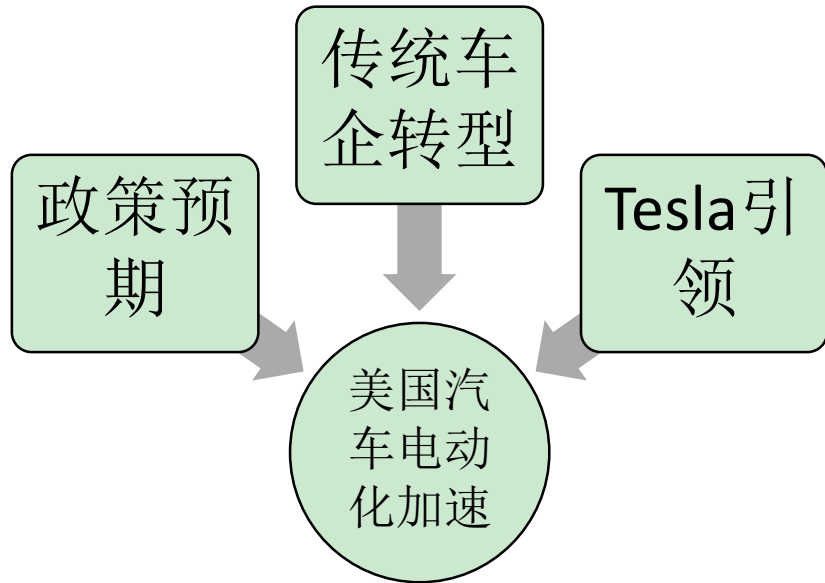 传统车
企转型
政策预
期
Tesla引
领
美国汽
车电动
化加速